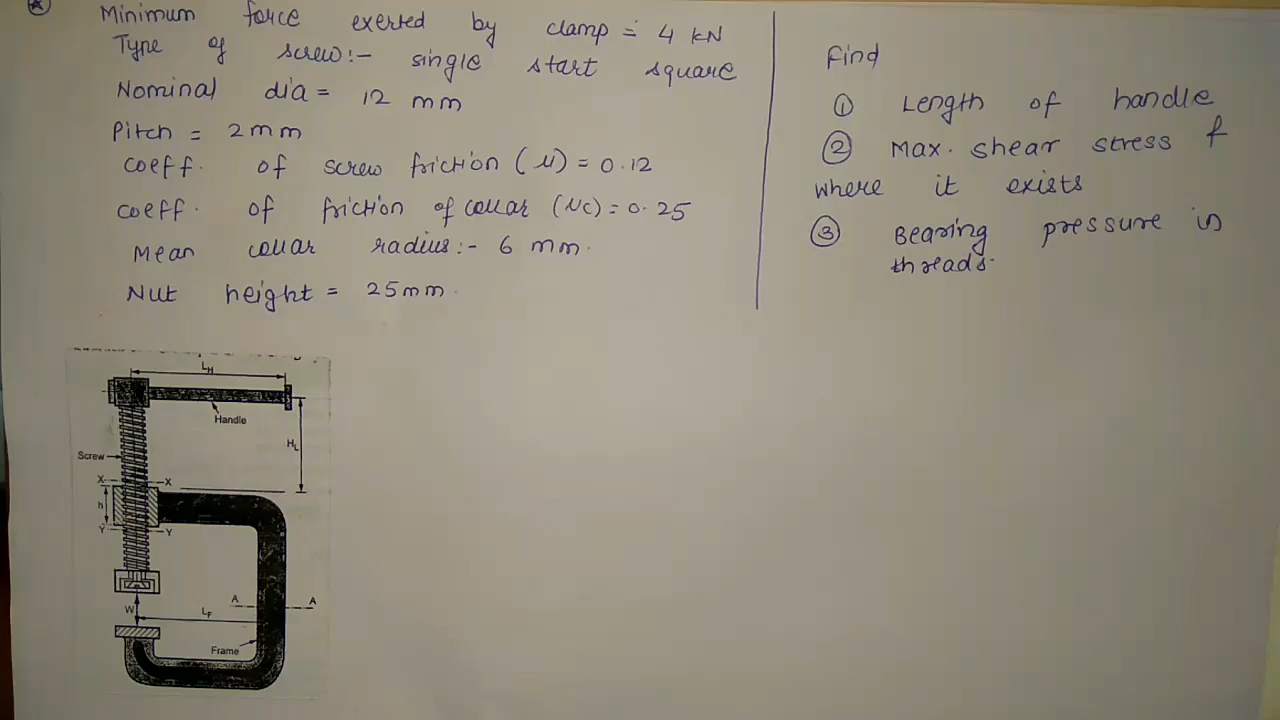 Minimum force exerted by clamp = 4 kN
Type of screw:- single start square
Nominal dia = 12 mm
Pitch = 2mm
coeff. of screw friction (μ) = 0.12
coeff. of friction of collar (μc) = 0.25
Mean collar radius:- 6 mm.
Nut height = 25mm.
Find
① Length of handle
② Max. shear stress f
where it exists
③ Bearing pressure in
threads.
LH
Handle
HL
Screw
X X
h
Y Y
W
LF
A A
Frame